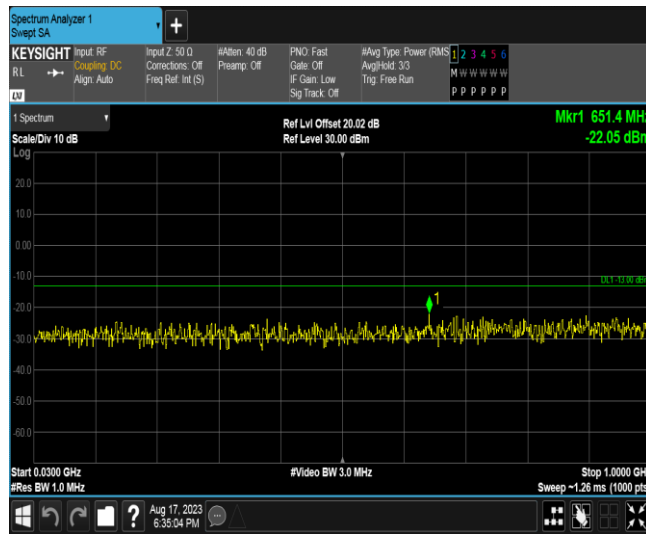 Spectrum Analyzer 1
Swept SA
+
KEYSIGHT
RL
LXI
Input: RF
Coupling: DC
Align: Auto
Input Z: 50 Ω
Corrections: Off
Freq Ref: Int (S)
#Atten: 40 dB
Preamp: Off
PNO: Fast
Gate: Off
IF Gain: Low
Sig Track: Off
#Avg Type: Power (RMS
Avg|Hold: 3/3
Trig: Free Run
1 2 3 4 5 6
M W W W W W
P P P P P P
1 Spectrum
Scale/Div 10 dB
Log
Ref Lvl Offset 20.02 dB
Ref Level 30.00 dBm
Mkr1 651.4 MHz
-22.05 dBm
20.0
10.0
0.00
-10.0
DL1 -13.00 dBm
1
-20.0
-30.0
-40.0
-50.0
-60.0
Start 0.0300 GHz
#Res BW 1.0 MHz
#Video BW 3.0 MHz
Stop 1.0000 GH
Sweep ~1.26 ms (1000 pts
?
Aug 17, 2023
6:35:04 PM